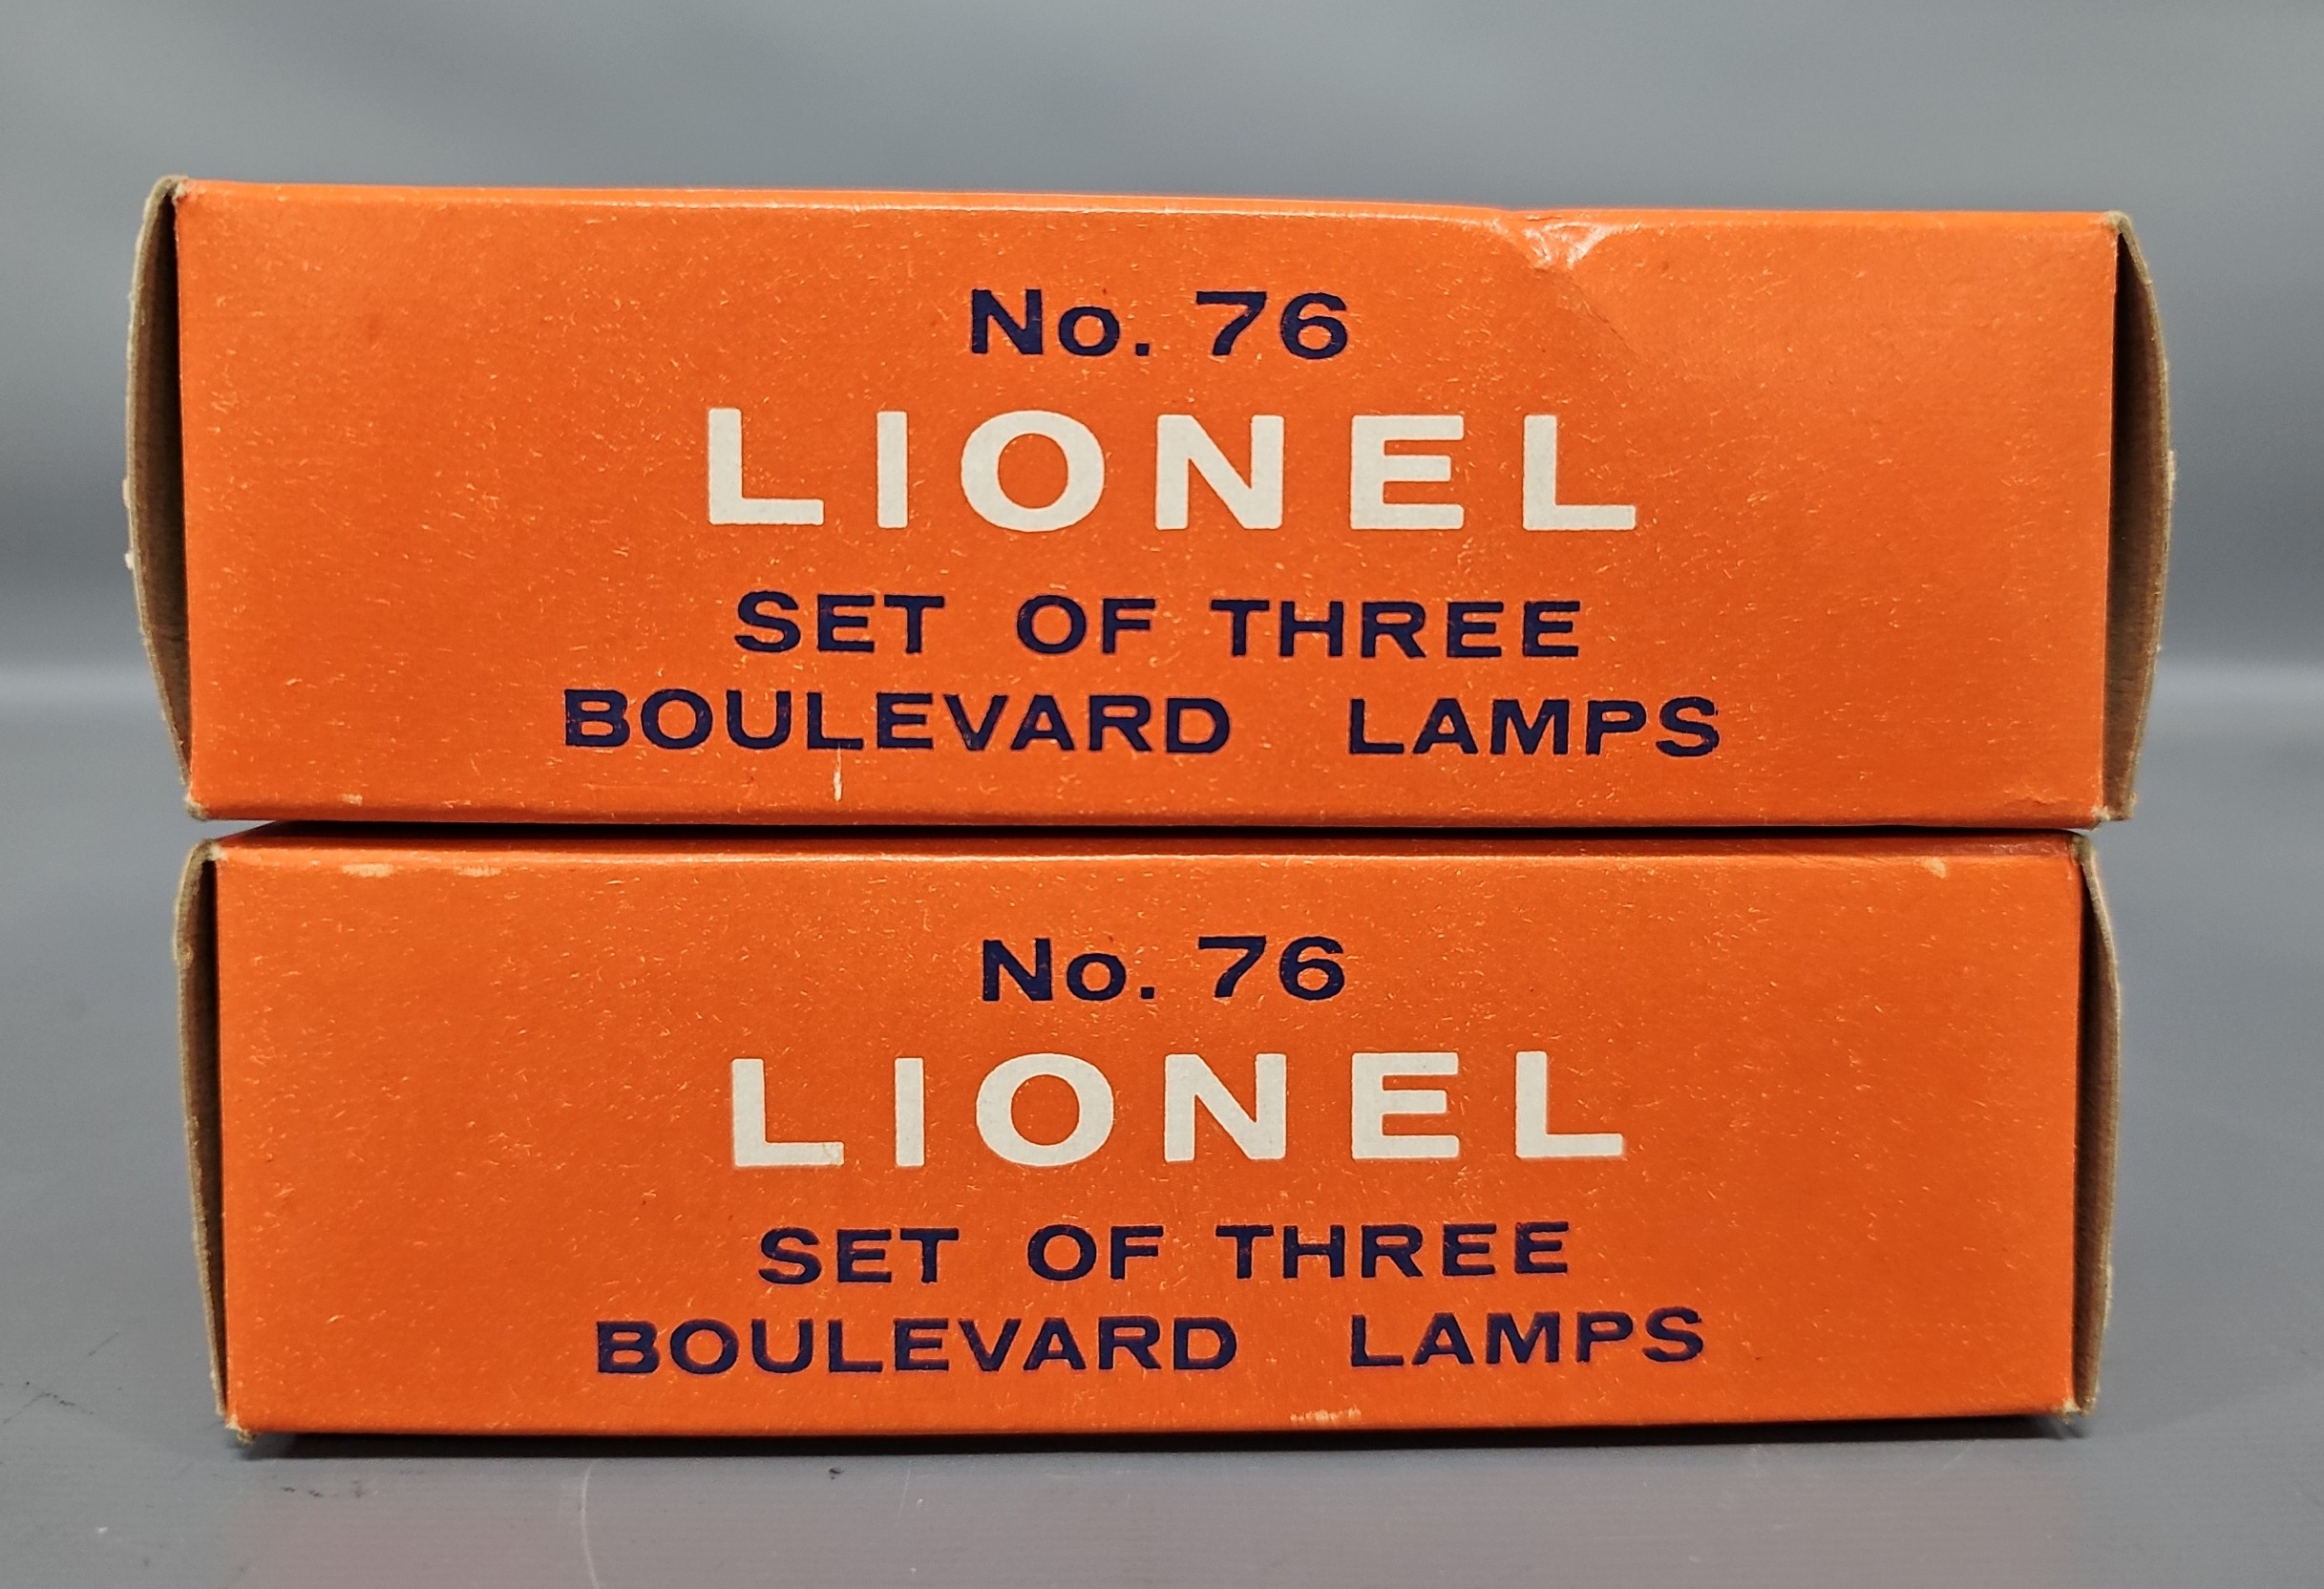 No. 76
LIONEL
SET OF THREE
BOULEVARD LAMPS
No. 76
LIONEL
SET OF THREE
BOULEVARD LAMPS